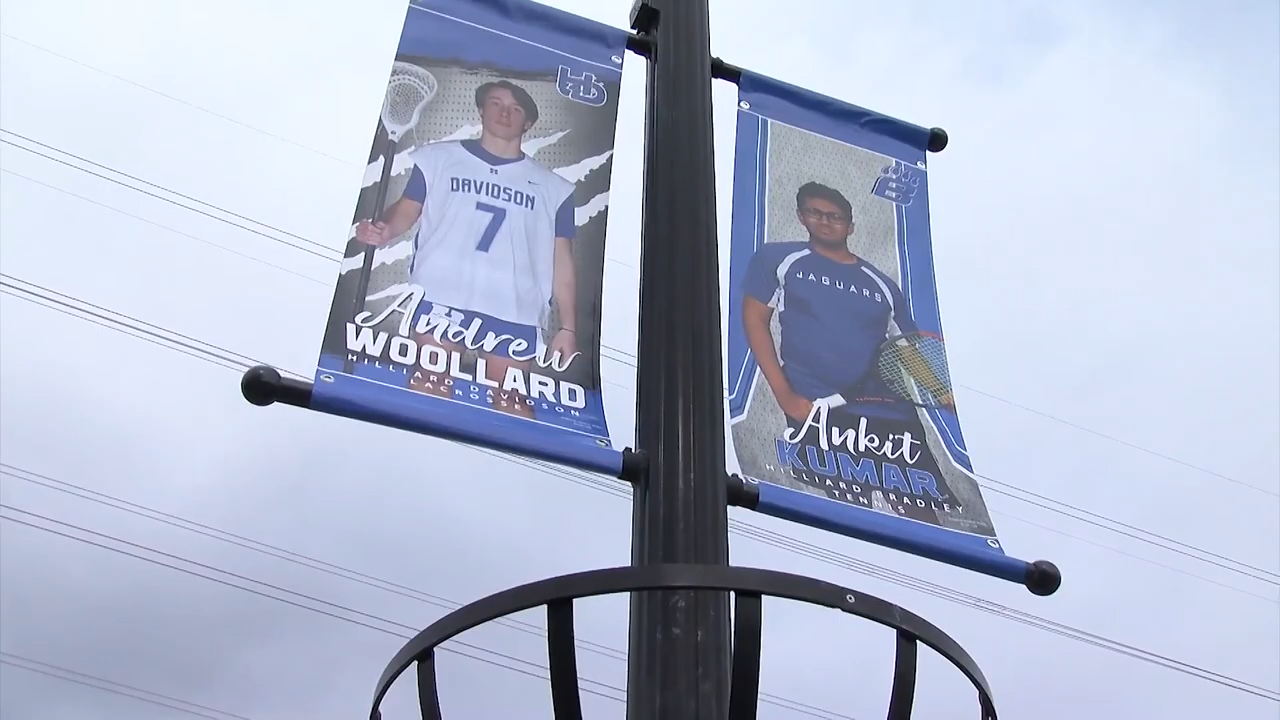 DAVIDSON
7
Andrew
WOOLLARD
HILLIARD DAVIDSON
LACROSSE
B
JAGUARS
Ankit
KUMAR
HILLIARD BRADLEY
TENNIS